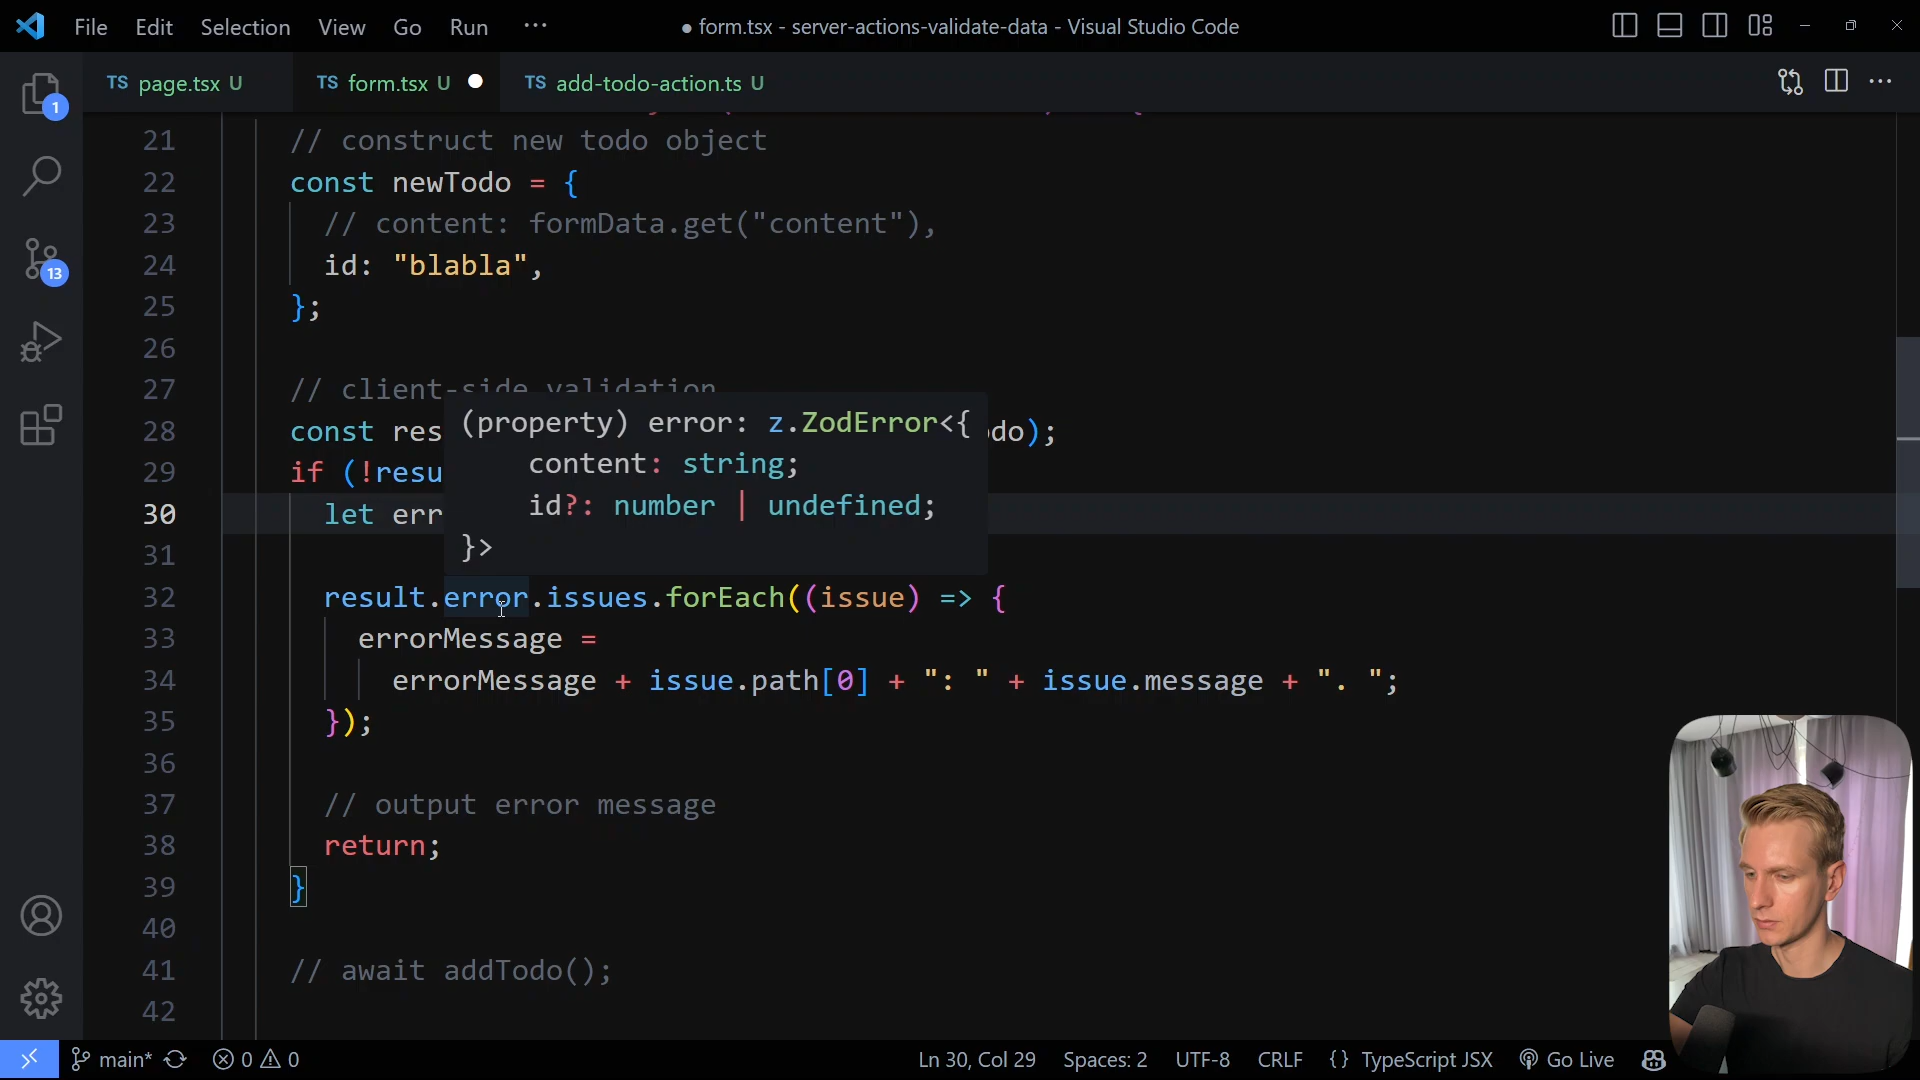 File Edit Selection View Go Run ··· ● form.tsx - server-actions-validate-data - Visual Studio Code
TS page.tsx U TS form.tsx U TS add-todo-action.ts U
1
13
21 // construct new todo object
22 const newTodo = {
23 // content: formData.get("content"),
24 id: "blabla",
25 };
26
27 // client-side validation
28 const res do);
29 if (!resu
30 let err
31
(property) error: z.ZodError<{
content: string;
id?: number | undefined;
}>
32 result.error.issues.forEach((issue) => {
33 errorMessage =
34 errorMessage + issue.path[0] + ": " + issue.message + ". ";
35 });
36
37 // output error message
38 return;
39 }
40
41 // await addTodo();
42
main* 0 0 Ln 30, Col 29 Spaces: 2 UTF-8 CRLF {} TypeScript JSX Go Live